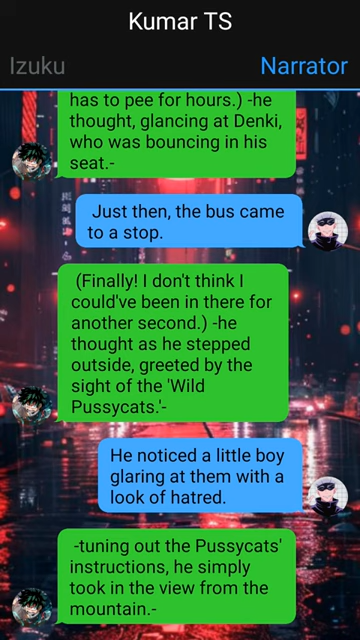 Kumar TS
Izuku
Narrator
has to pee for hours.) -he
thought, glancing at Denki,
who was bouncing in his
seat.-
Just then, the bus came
to a stop.
(Finally! I don't think I
could've been in there for
another second.) -he
thought as he stepped
outside, greeted by the
sight of the 'Wild
Pussycats.'-
He noticed a little boy
glaring at them with a
look of hatred.
-tuning out the Pussycats'
instructions, he simply
took in the view from the
mountain.-